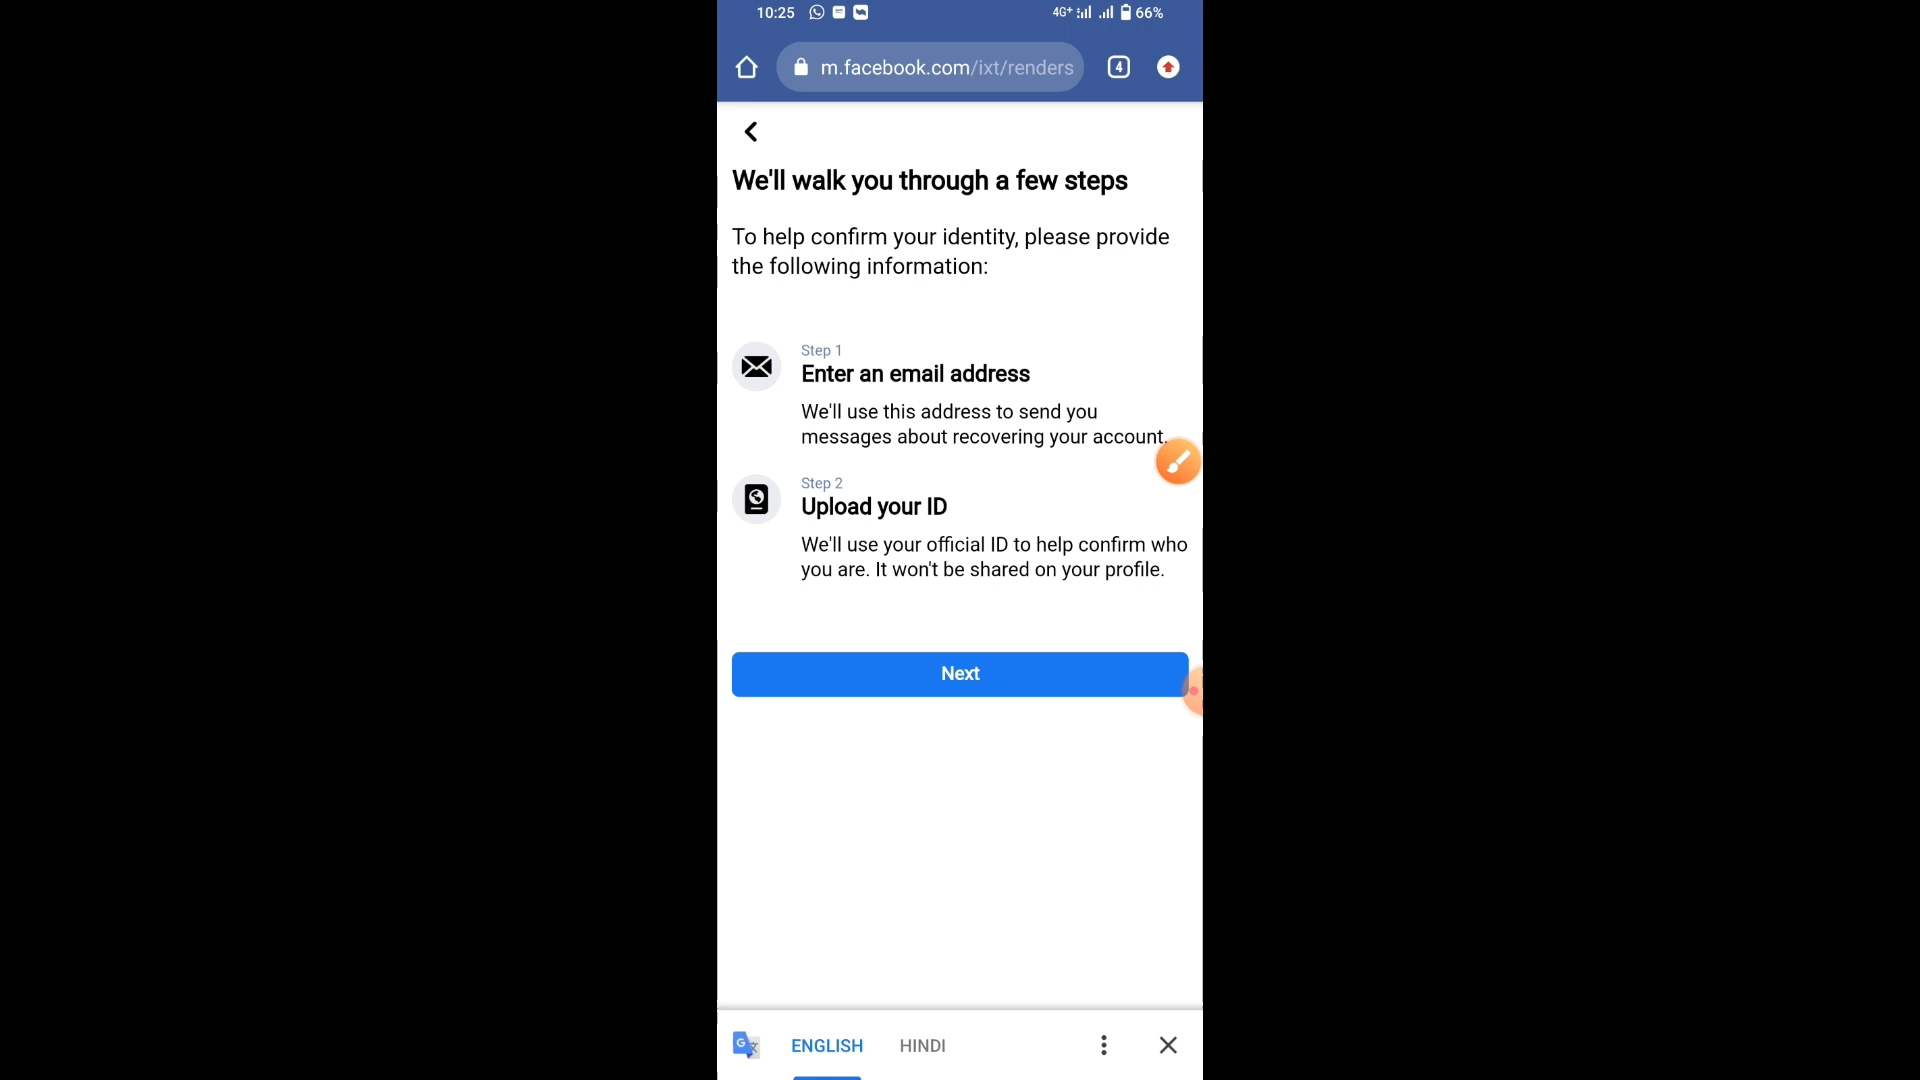 10:25
4G+ 66%
m.facebook.com/ixt/renders
4
We'll walk you through a few steps
To help confirm your identity, please provide
the following information:
Step 1
Enter an email address
We'll use this address to send you
messages about recovering your account.
Step 2
Upload your ID
We'll use your official ID to help confirm who
you are. It won't be shared on your profile.
Next
G 文 ENGLISH HINDI